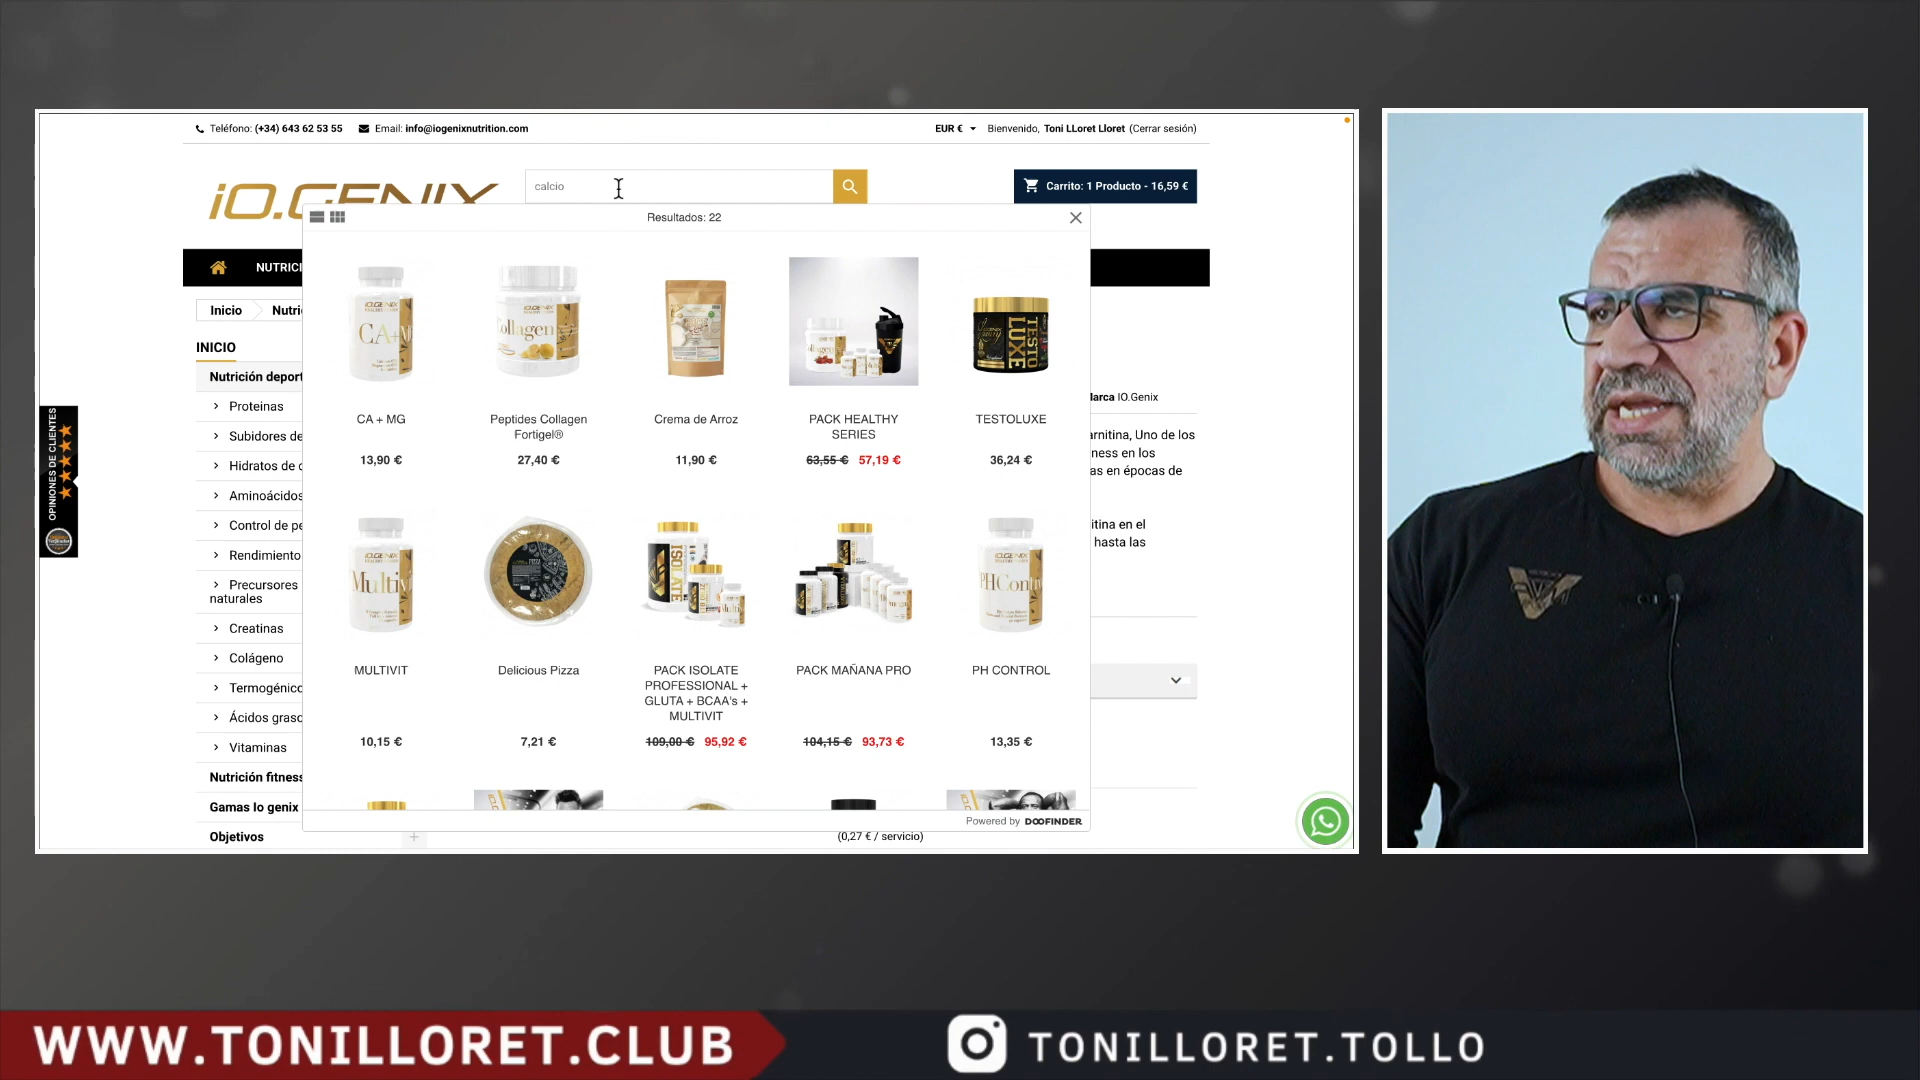 Teléfono: (+34) 643 62 53 55
Email: info@iogenixnutrition.com
EUR €
Bienvenido, Toni LLoret Lloret (Cerrar sesión)
iO.GENIX
calcio
Carrito: 1 Producto - 16,59 €
Resultados: 22
NUTRICI
Inicio
Nutri
INICIO
Nutrición deport
Proteinas
Subidores de
Hidratos de c
Aminoácidos
Control de pe
Rendimiento
Precursores
naturales
Creatinas
Colágeno
Termogénico
Ácidos graso
Vitaminas
Nutrición fitness
Gamas Io genix
Objetivos
OPINIONES DE CLIENTES
CA + MG
13,90 €
Peptides Collagen
Fortigel®
27,40 €
Crema de Arroz
11,90 €
PACK HEALTHY
SERIES
63,55 € 57,19 €
TESTOLUXE
36,24 €
MULTIVIT
10,15 €
Delicious Pizza
7,21 €
PACK ISOLATE
PROFESSIONAL +
GLUTA + BCAA's +
MULTIVIT
109,00 € 95,92 €
PACK MAÑANA PRO
104,15 € 93,73 €
PH CONTROL
13,35 €
Powered by DOOFINDER
(0,27 € / servicio)
arca IO.Genix
arnitina, Uno de los
ness en los
as en épocas de
itina en el
hasta las
WWW.TONILLORET.CLUB
TONILLORET.TOLLO